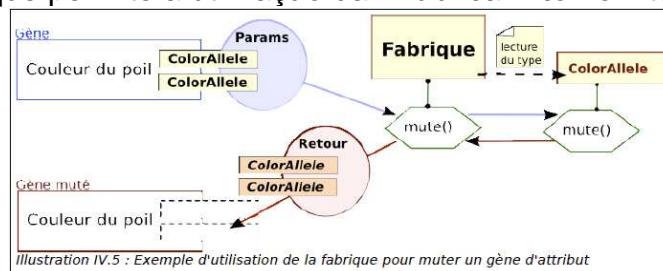 Gène
Couleur du poil
ColorAllele
ColorAllele
Params
Fabrique
lecture
du type
ColorAllele
mute()
mute()
Retour
ColorAllele
ColorAllele
Gène muté
Couleur du poil
Illustration IV.5 : Exemple d'utilisation de la fabrique pour muter un gène d'attribut